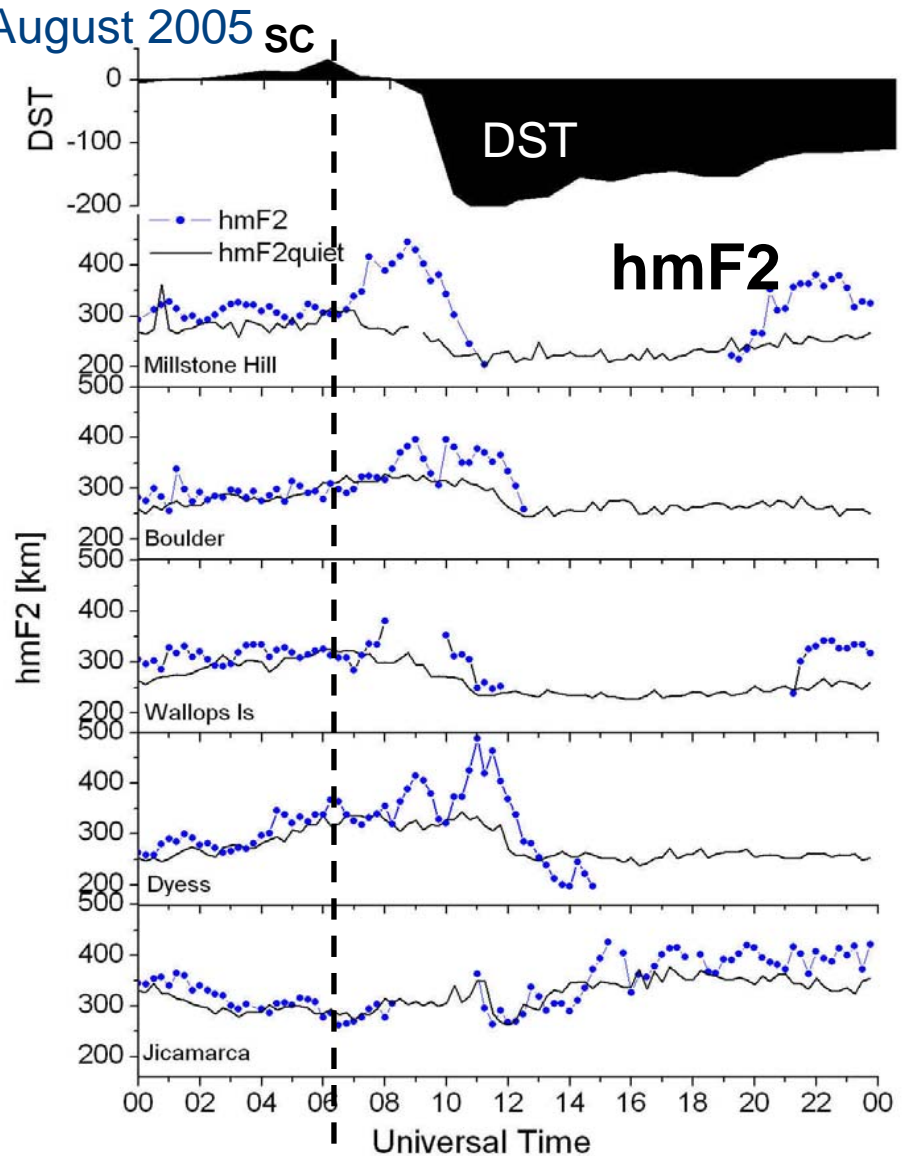 August 2005
SC
DST
0
-100
-200
DST
hmF2
hmF2quiet
hmF2
400
300
200
Millstone Hill
500
400
300
200
Boulder
500
400
300
200
Wallops Is
500
400
300
200
Dyess
500
400
300
200
Jicamarca
hmF2 [km]
00 02 04 06 08 10 12 14 16 18 20 22 00
Universal Time